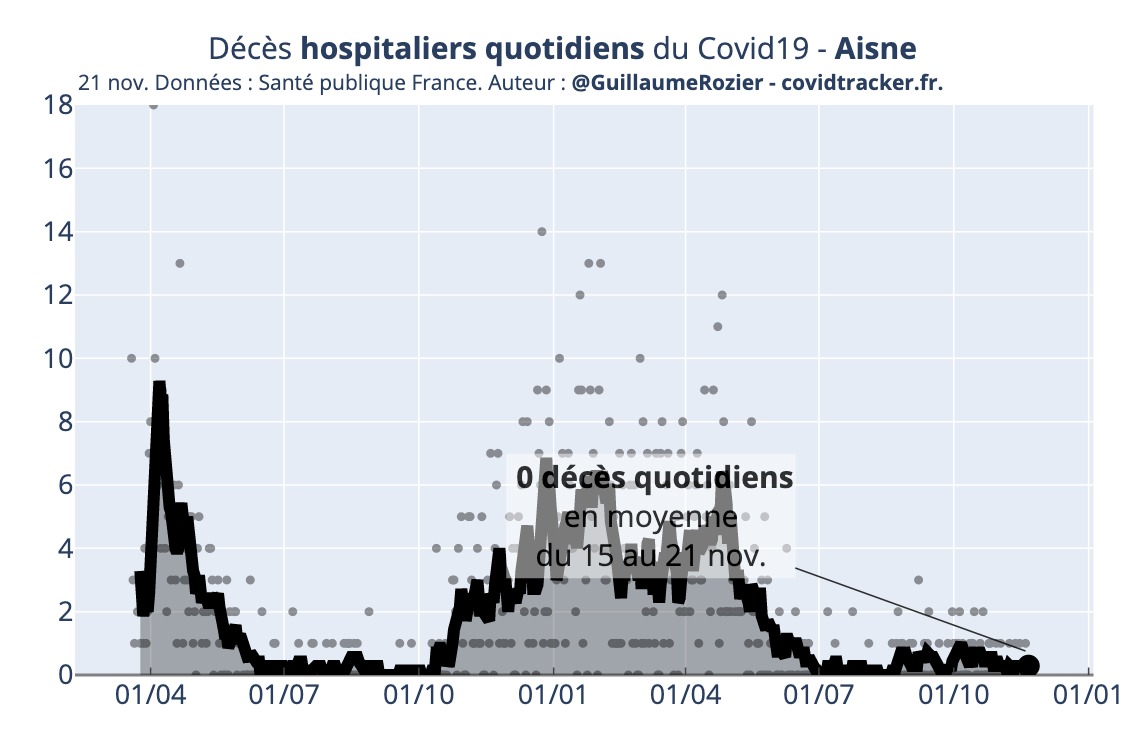 Décès hospitaliers quotidiens du Covid19 - Aisne
21 nov. Données : Santé publique France. Auteur : @GuillaumeRozier - covidtracker.fr.
18
16
14
12
10
8
6
4
2
0
0 décès quotidiens
en moyenne
du 15 au 21 nov.
01/04 01/07 01/10 01/01 01/04 01/07 01/10 01/01